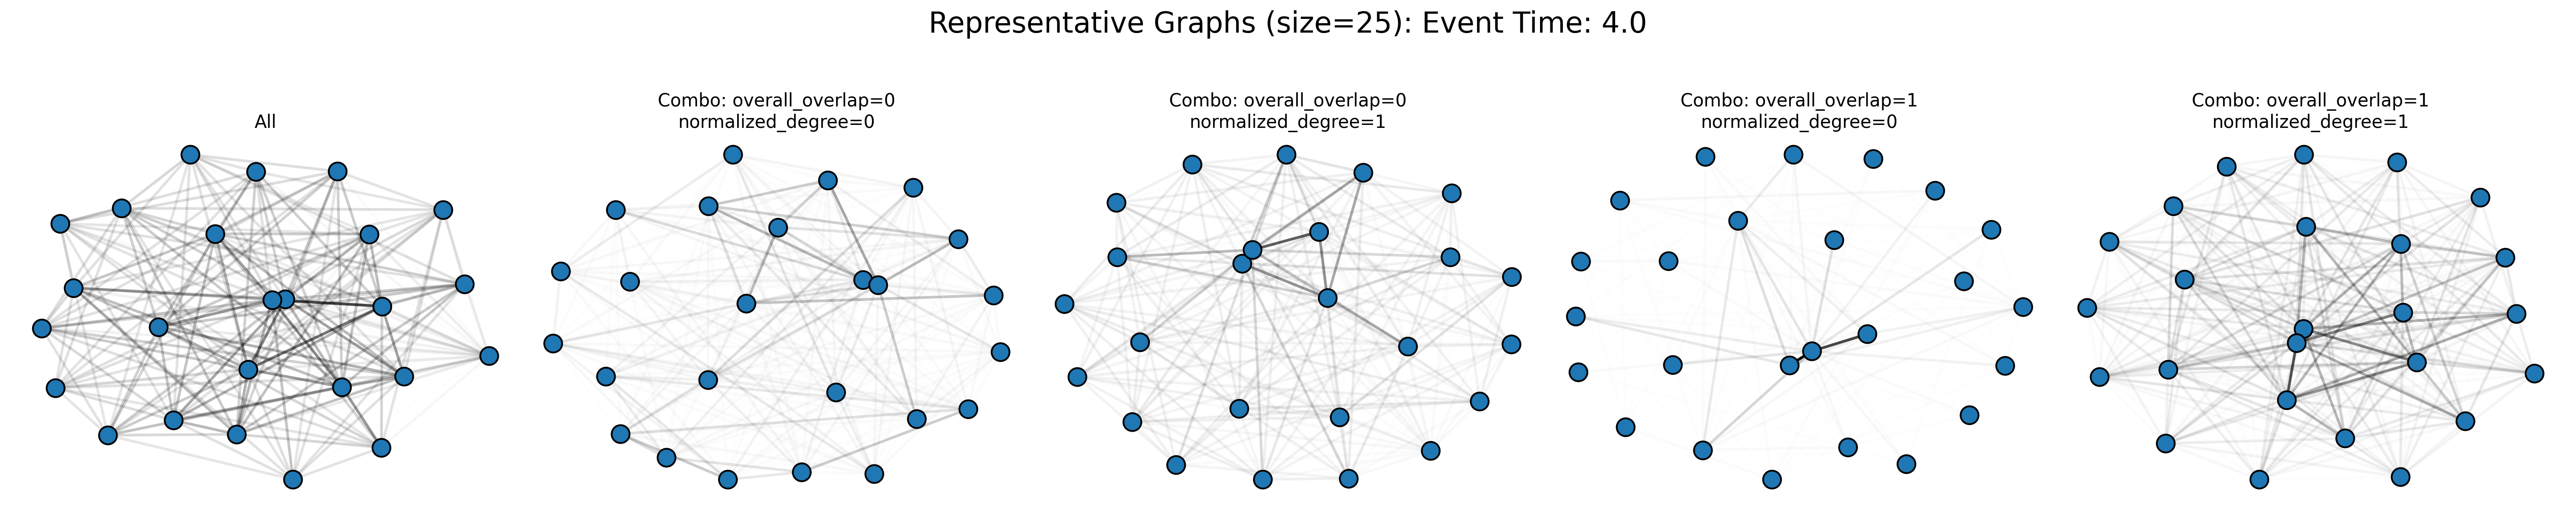 Representative Graphs (size=25): Event Time: 4.0
All
Combo: overall_overlap=0
normalized_degree=0
Combo: overall_overlap=0
normalized_degree=1
Combo: overall_overlap=1
normalized_degree=0
Combo: overall_overlap=1
normalized_degree=1